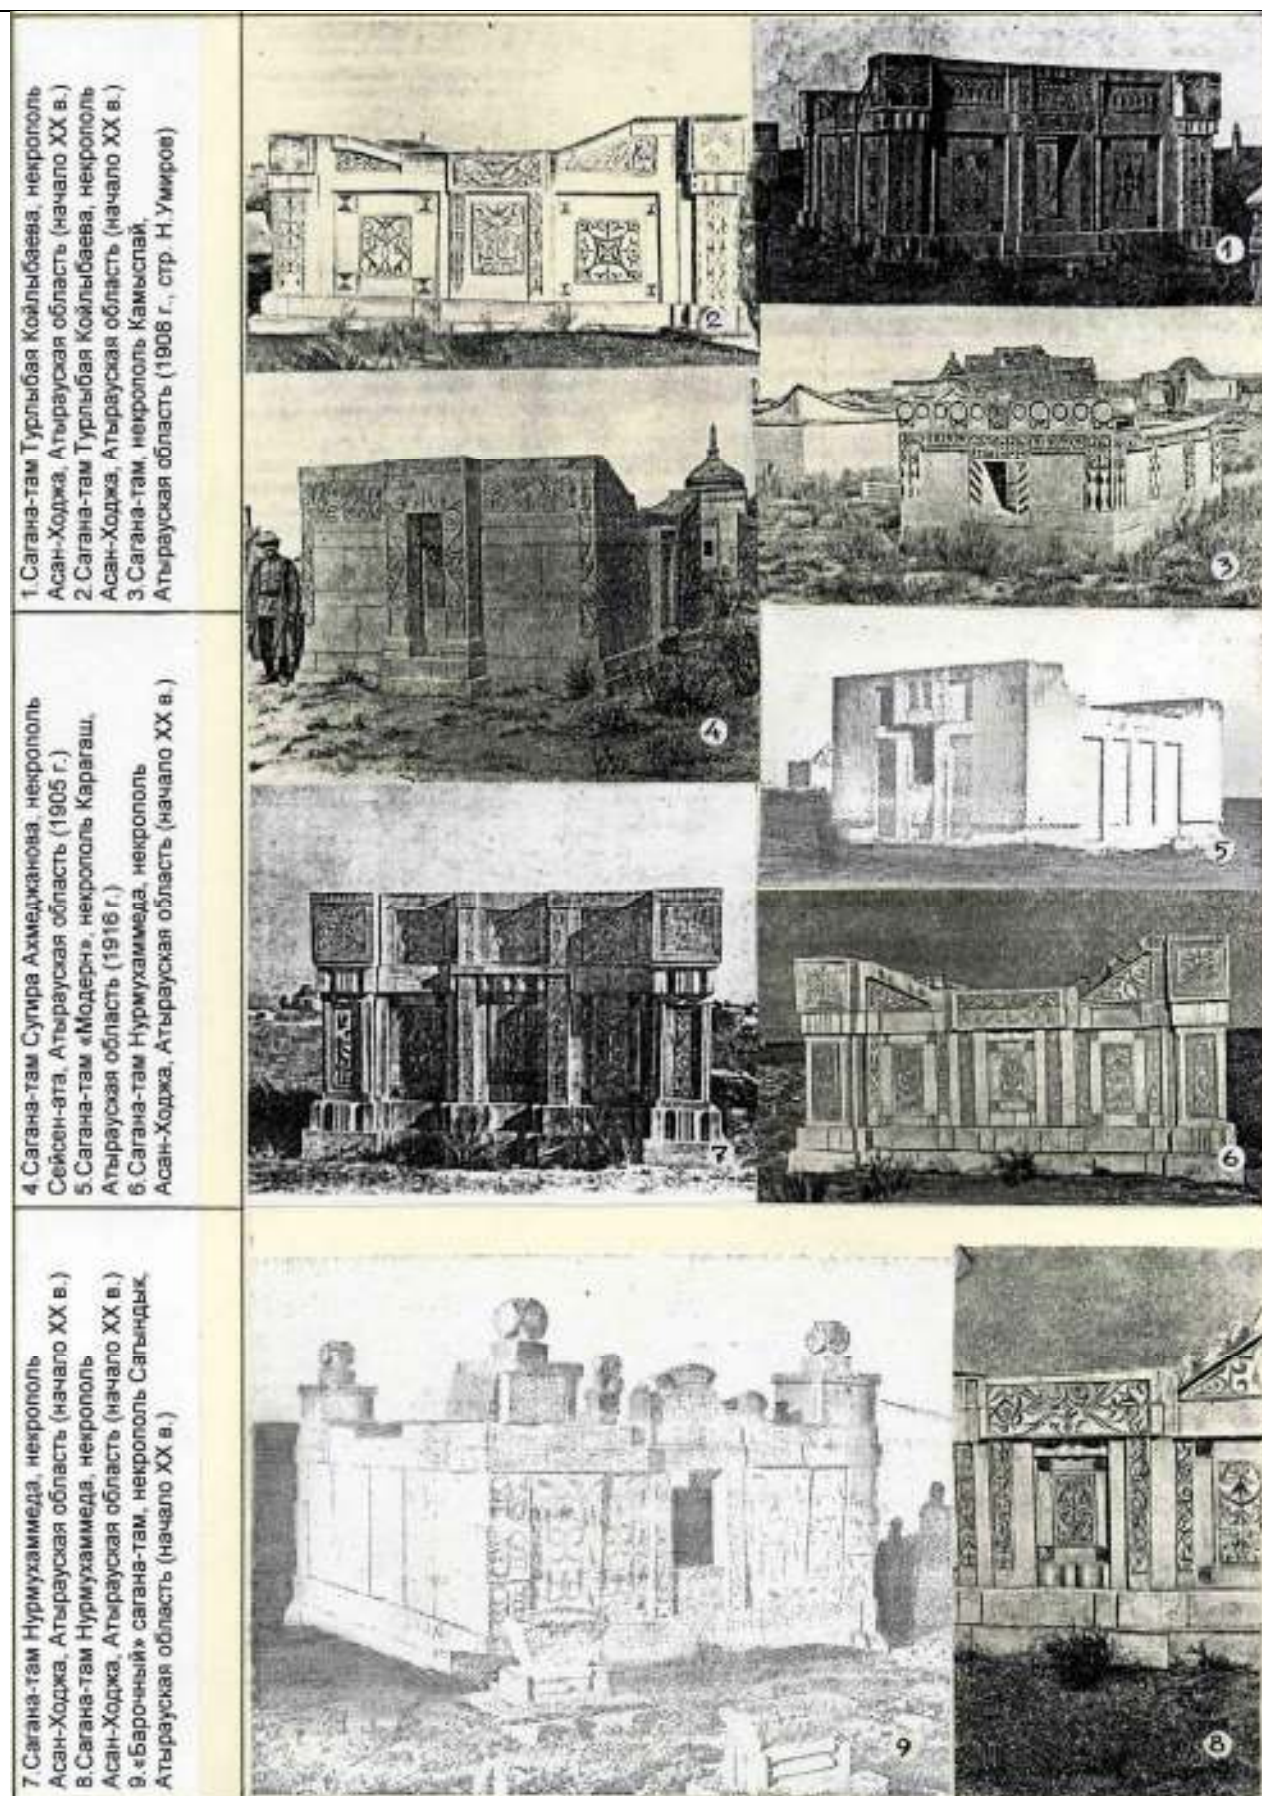 1.Сагана-там Турлыбая Койлыбаева, некрополь
Асан-Ходжа, Атырауская область (начало XX в.)
2.Сагана-там Турлыбая Койлыбаева, некрополь
Асан-Ходжа, Атырауская область (начало XX в.)
3.Сагана-там, некрополь Камыспай,
Атырауская область (1908 г., стр. Н.Умиров)
4.Сагана-там Сугира Ахмеджанова, некрополь
Сейсен-ата, Атырауская область (1905 г.)
5.Сагана-там «Модерн», некрополь Карагаш,
Атырауская область (1916 г.)
6.Сагана-там Нурмухаммеда, некрополь
Асан-Ходжа, Атырауская область (начало XX в.)
7.Сагана-там Нурмухаммеда, некрополь
Асан-Ходжа, Атырауская область (начало XX в.)
8.Сагана-там Нурмухаммеда, некрополь
Асан-Ходжа, Атырауская область (начало XX в.)
9.«Барочный» сагана-там, некрополь Сагындык,
Атырауская область (начало XX в.)
2
1
3
4
5
7
6
9
8